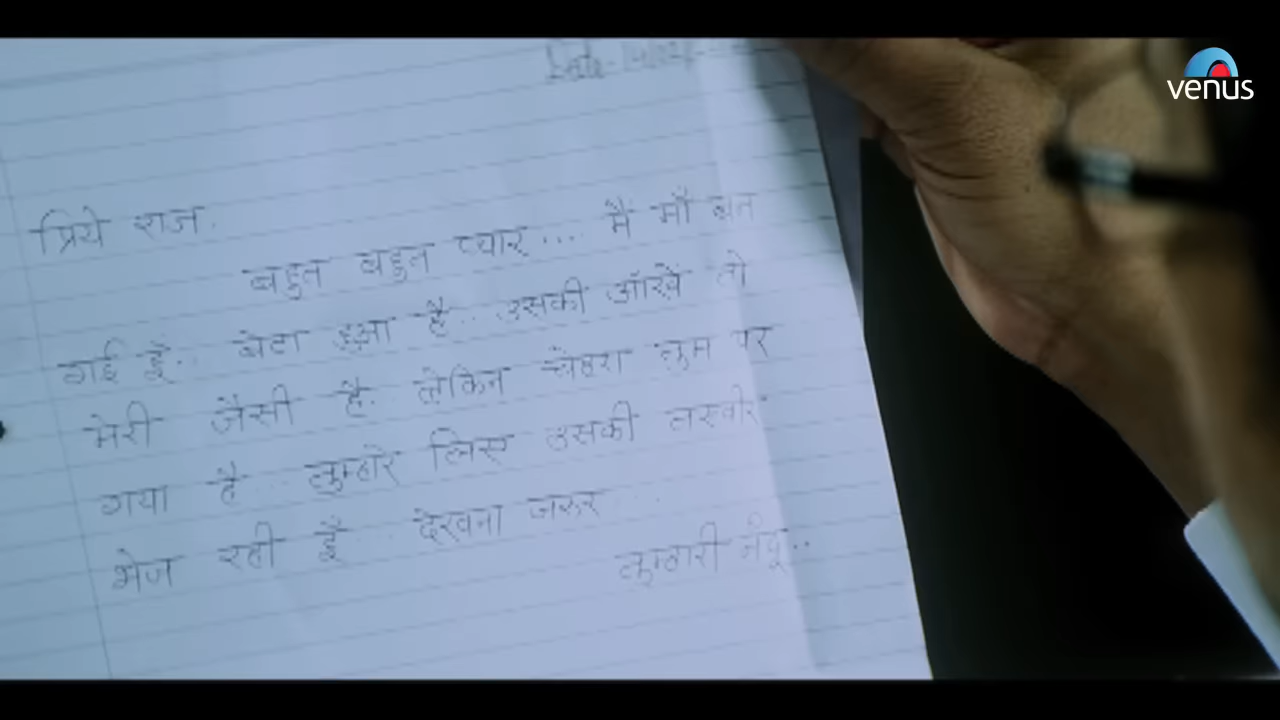 venus
प्रिये राज.
बहुत बहुत प्यार.... मैं माँ बन
गई हूँ.. बेटा हुआ है.. उसकी आँखें तो
मेरी जैसी है. लेकिन चेहरा तुम पर
गया है.. तुम्हारे लिए उसकी तस्वीर
भेज रही हूँ... देखना जरूर...
तुम्हारी